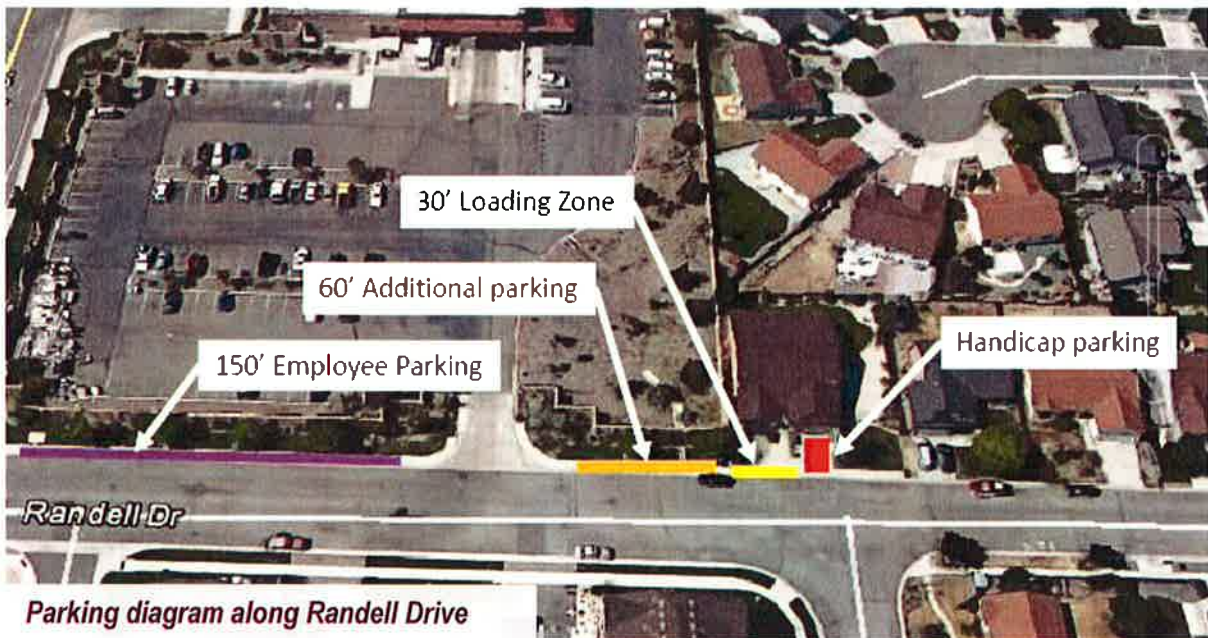 30' Loading Zone
60' Additional parking
Handicap parking
150' Employee Parking
Randell Dr
Parking diagram along Randell Drive